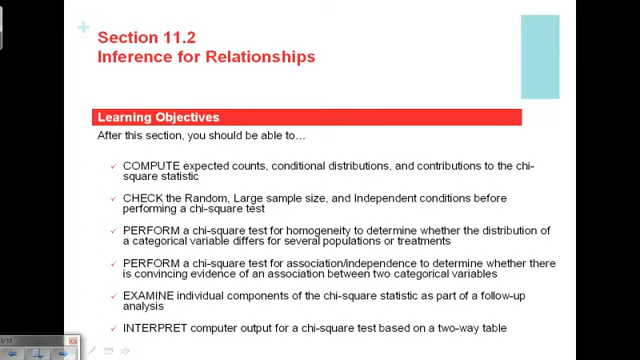 Section 11.2
Inference for Relationships
Learning Objectives
After this section, you should be able to…
COMPUTE expected counts, conditional distributions, and contributions to the chi-
square statistic
CHECK the Random, Large sample size, and Independent conditions before
performing a chi-square test
PERFORM a chi-square test for homogeneity to determine whether the distribution of
a categorical variable differs for several populations or treatments
PERFORM a chi-square test for association/independence to determine whether there
is convincing evidence of an association between two categorical variables
EXAMINE individual components of the chi-square statistic as part of a follow-up
analysis
INTERPRET computer output for a chi-square test based on a two-way table